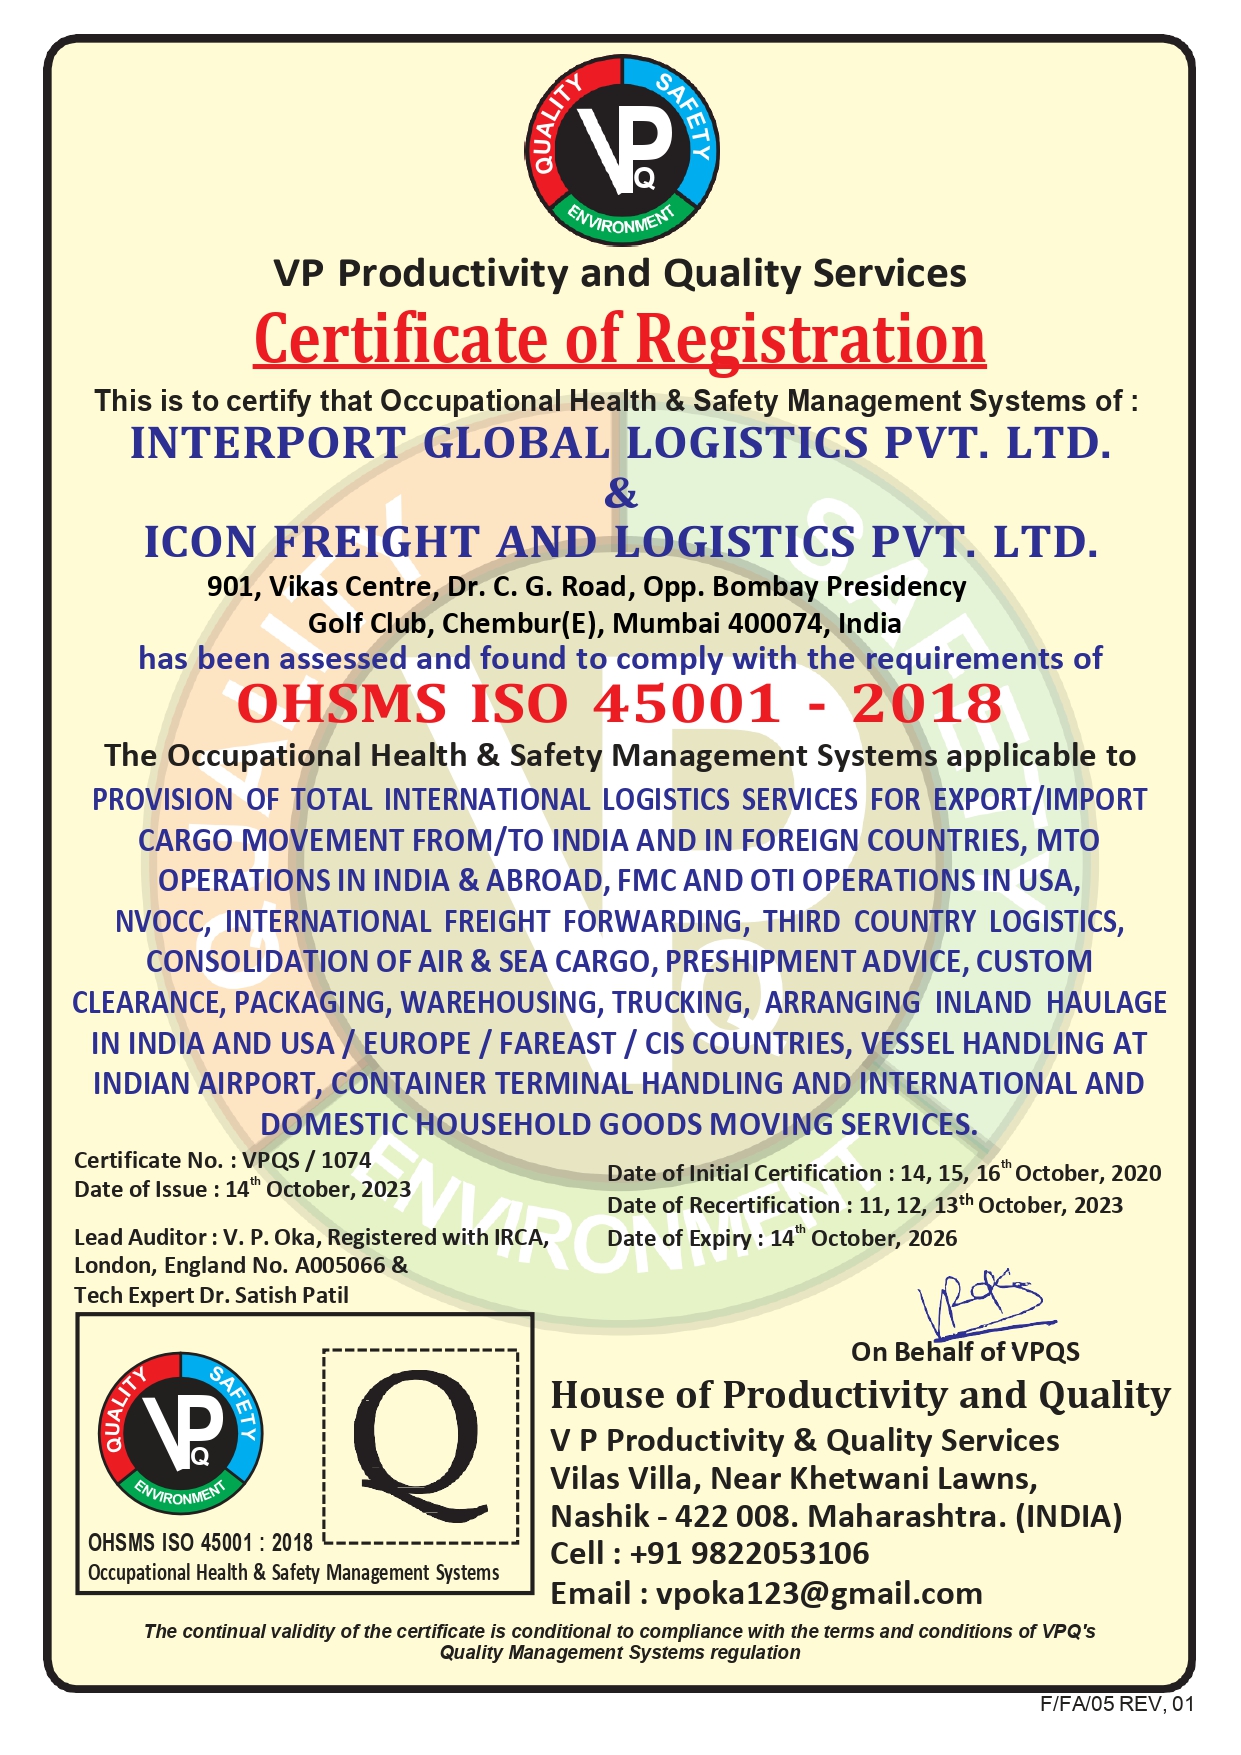 QUALITY
SAFETY
VPQ
ENVIRONMENT
VP Productivity and Quality Services
Certificate of Registration
This is to certify that Occupational Health & Safety Management Systems of :
INTERPORT GLOBAL LOGISTICS PVT. LTD.
&
ICON FREIGHT AND LOGISTICS PVT. LTD.
901, Vikas Centre, Dr. C. G. Road, Opp. Bombay Presidency
Golf Club, Chembur(E), Mumbai 400074, India
has been assessed and found to comply with the requirements of
OHSMS ISO 45001 - 2018
The Occupational Health & Safety Management Systems applicable to
PROVISION OF TOTAL INTERNATIONAL LOGISTICS SERVICES FOR EXPORT/IMPORT
CARGO MOVEMENT FROM/TO INDIA AND IN FOREIGN COUNTRIES, MTO
OPERATIONS IN INDIA & ABROAD, FMC AND OTI OPERATIONS IN USA,
NVOCC, INTERNATIONAL FREIGHT FORWARDING, THIRD COUNTRY LOGISTICS,
CONSOLIDATION OF AIR & SEA CARGO, PRESHIPMENT ADVICE, CUSTOM
CLEARANCE, PACKAGING, WAREHOUSING, TRUCKING, ARRANGING INLAND HAULAGE
IN INDIA AND USA / EUROPE / FAREAST / CIS COUNTRIES, VESSEL HANDLING AT
INDIAN AIRPORT, CONTAINER TERMINAL HANDLING AND INTERNATIONAL AND
DOMESTIC HOUSEHOLD GOODS MOVING SERVICES.
QUALITY
SAFETY
VPQ
ENVIRONMENT
Certificate No. : VPQS / 1074
Date of Issue : 14th October, 2023
Lead Auditor : V. P. Oka, Registered with IRCA,
London, England No. A005066 &
Tech Expert Dr. Satish Patil
Date of Initial Certification : 14, 15, 16th October, 2020
Date of Recertification : 11, 12, 13th October, 2023
Date of Expiry : 14th October, 2026
VPQS
On Behalf of VPQS
QUALITY
SAFETY
VPQ
ENVIRONMENT
Q
OHSMS ISO 45001 : 2018
Occupational Health & Safety Management Systems
House of Productivity and Quality
V P Productivity & Quality Services
Vilas Villa, Near Khetwani Lawns,
Nashik - 422 008. Maharashtra. (INDIA)
Cell : +91 9822053106
Email : vpoka123@gmail.com
The continual validity of the certificate is conditional to compliance with the terms and conditions of VPQ's
Quality Management Systems regulation
F/FA/05 REV, 01